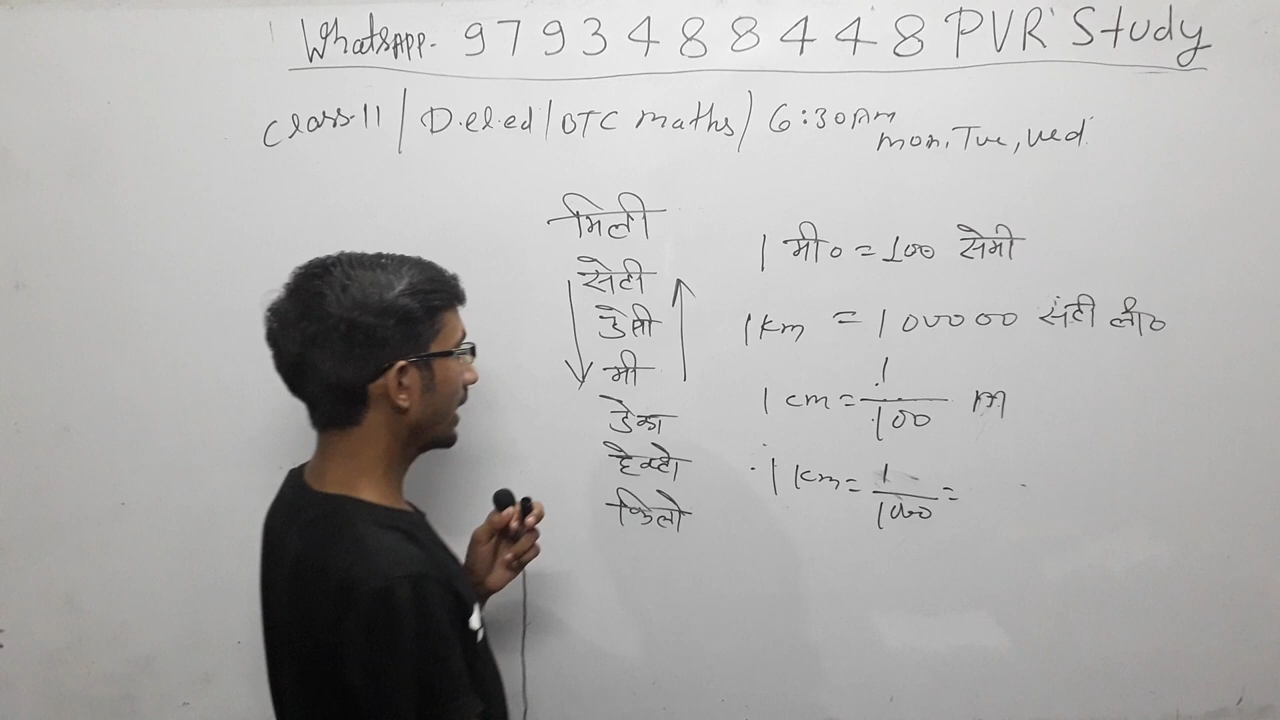 WhatsAPP. 9793488448 PVR Study
Class-11 / D.el.ed / BTC maths / 6:30AM
mon, Tue, wed.
मिली
सेंटी
डेसी
मी
डेका
हेक्टो
किलो
1 मी० = 100 सेमी
1 km = 100000 सेंटी मी०
1 cm = 1/100 m
1 km = 1/1000 =